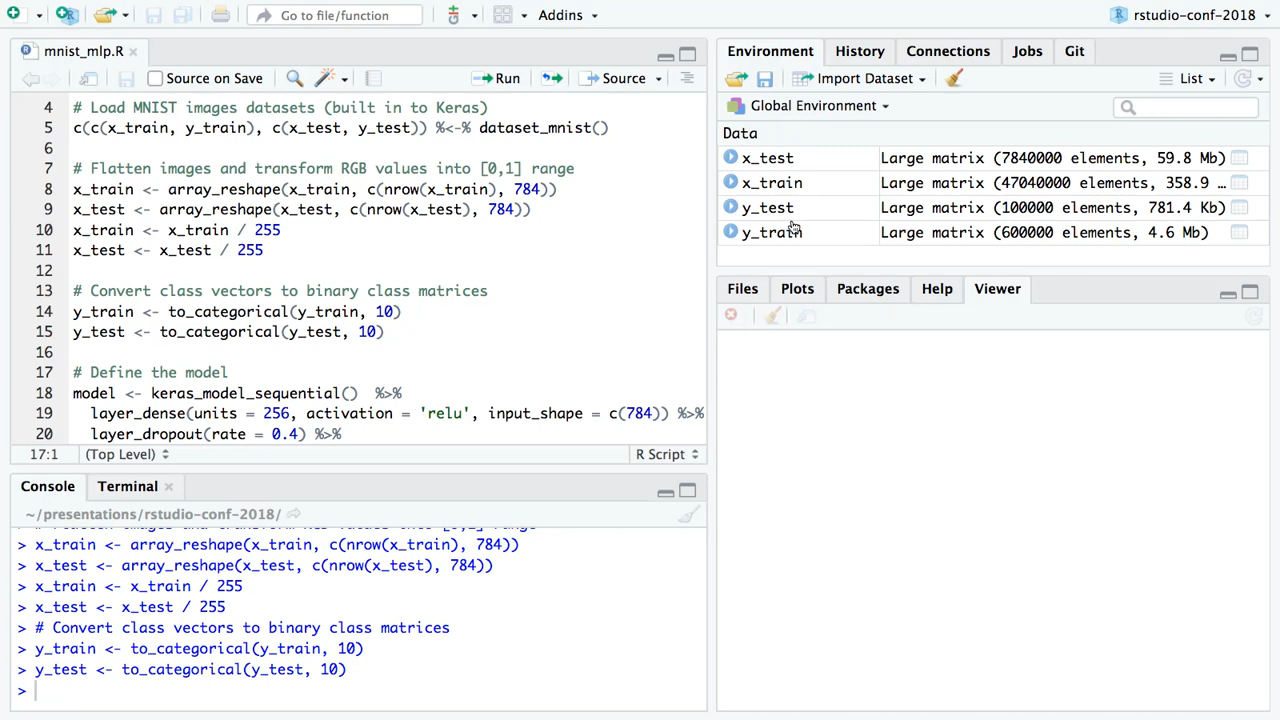 Go to file/function
Addins
rstudio-conf-2018
mnist_mlp.R
Source on Save
Run
Source
4 # Load MNIST images datasets (built in to Keras)
5 c(c(x_train, y_train), c(x_test, y_test)) %<-% dataset_mnist()
6
7 # Flatten images and transform RGB values into [0,1] range
8 x_train <- array_reshape(x_train, c(nrow(x_train), 784))
9 x_test <- array_reshape(x_test, c(nrow(x_test), 784))
10 x_train <- x_train / 255
11 x_test <- x_test / 255
12
13 # Convert class vectors to binary class matrices
14 y_train <- to_categorical(y_train, 10)
15 y_test <- to_categorical(y_test, 10)
16
17 # Define the model
18 model <- keras_model_sequential()  %>%
19 layer_dense(units = 256, activation = 'relu', input_shape = c(784)) %>%
20 layer_dropout(rate = 0.4) %>%
17:1 (Top Level) R Script
Console Terminal
~/presentations/rstudio-conf-2018/
# Flatten images and transform RGB values into [0,1] range
> x_train <- array_reshape(x_train, c(nrow(x_train), 784))
> x_test <- array_reshape(x_test, c(nrow(x_test), 784))
> x_train <- x_train / 255
> x_test <- x_test / 255
> # Convert class vectors to binary class matrices
> y_train <- to_categorical(y_train, 10)
> y_test <- to_categorical(y_test, 10)
>
Environment History Connections Jobs Git
Import Dataset List
Global Environment
Data
x_test Large matrix (7840000 elements, 59.8 Mb)
x_train Large matrix (47040000 elements, 358.9 …
y_test Large matrix (100000 elements, 781.4 Kb)
y_train Large matrix (600000 elements, 4.6 Mb)
Files Plots Packages Help Viewer